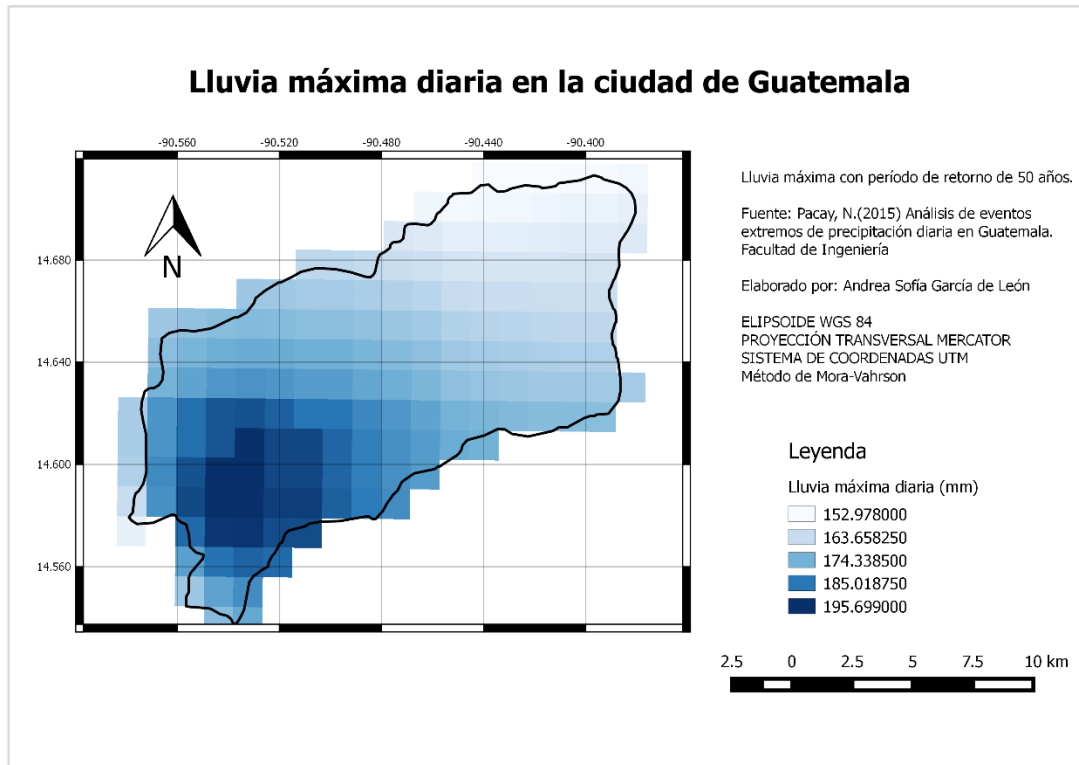 Lluvia máxima diaria en la ciudad de Guatemala
-90.560 -90.520 -90.480 -90.440 -90.400
N
14.680
14.640
14.600
14.560
Lluvia máxima con período de retorno de 50 años.
Fuente: Pacay, N.(2015) Análisis de eventos
extremos de precipitación diaria en Guatemala.
Facultad de Ingeniería
Elaborado por: Andrea Sofía García de León
ELIPSOIDE WGS 84
PROYECCIÓN TRANSVERSAL MERCATOR
SISTEMA DE COORDENADAS UTM
Método de Mora-Vahrson
Leyenda
Lluvia máxima diaria (mm)
152.978000
163.658250
174.338500
185.018750
195.699000
2.5 0 2.5 5 7.5 10 km